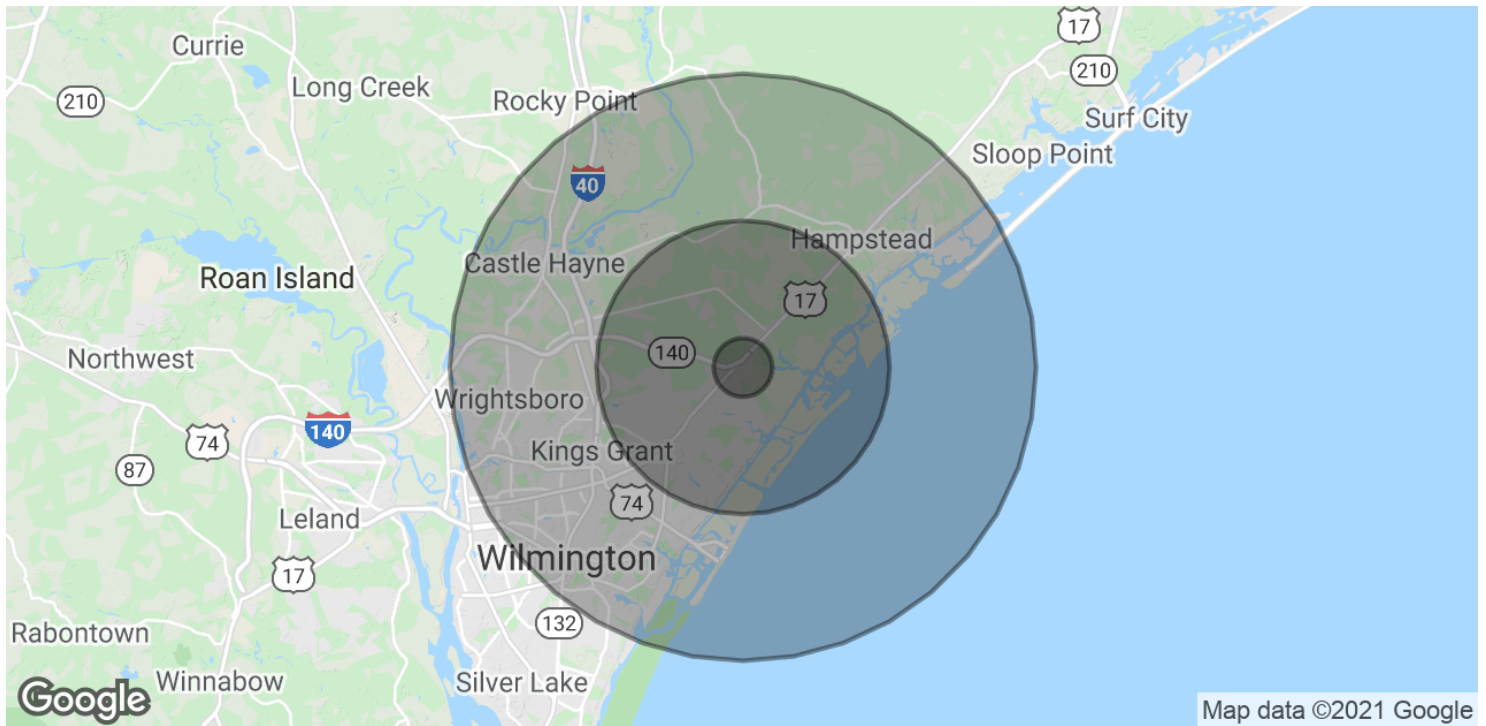 17
Currie
210
Long Creek
210
Rocky Point
Surf City
Sloop Point
40
Hampstead
Castle Hayne
Roan Island
17
140
Northwest
Wrightsboro
140
74
Kings Grant
87
74
Leland
Wilmington
17
132
Rabontown
Winnabow
Silver Lake
Google
Map data ©2021 Google